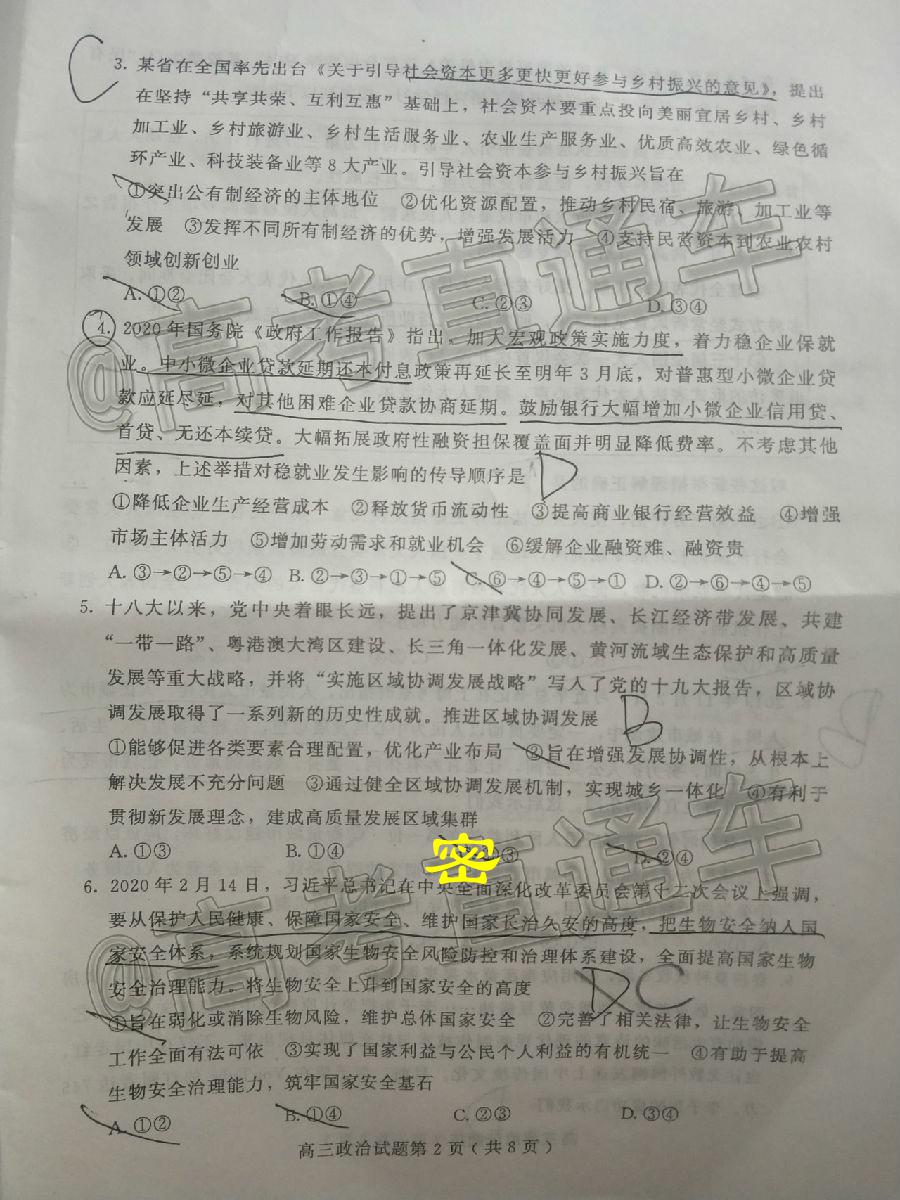 C
3. 某省在全国率先出台《关于引导社会资本更多更快更好参与乡村振兴的意见》，提出
在坚持“共享共荣、互利互惠”基础上，社会资本要重点投向美丽宜居乡村、乡村
加工业、乡村旅游业、乡村生活服务业、农业生产服务业、优质高效农业、绿色循
环产业、科技装备业等 8 大产业。引导社会资本参与乡村振兴旨在
①突出公有制经济的主体地位 ②优化资源配置，推动乡村民宿、旅游、加工业等
发展 ③发挥不同所有制经济的优势，增强发展活力 ④支持民营资本到农业农村
领域创新创业
A. ①② B. ①④ C. ②③ D. ③④
4. 2020 年国务院《政府工作报告》指出，加大宏观政策实施力度，着力稳企业保就
业。中小微企业贷款延期还本付息政策再延长至明年 3 月底，对普惠型小微企业贷
款应延尽延，对其他困难企业贷款协商延期。鼓励银行大幅增加小微企业信用贷、
首贷、无还本续贷。大幅拓展政府性融资担保覆盖面并明显降低费率。不考虑其他
因素，上述举措对稳就业发生影响的传导顺序是 D
①降低企业生产经营成本 ②释放货币流动性 ③提高商业银行经营效益 ④增强
市场主体活力 ⑤增加劳动需求和就业机会 ⑥缓解企业融资难、融资贵
A. ③→②→⑤→④ B. ②→③→①→⑤ C. ⑥→④→⑤→① D. ②→⑥→④→⑤
5. 十八大以来，党中央着眼长远，提出了京津冀协同发展、长江经济带发展、共建
“一带一路”、粤港澳大湾区建设、长三角一体化发展、黄河流域生态保护和高质量
发展等重大战略，并将“实施区域协调发展战略”写入了党的十九大报告，区域协
调发展取得了一系列新的历史性成就。推进区域协调发展 B
①能够促进各类要素合理配置，优化产业布局 ②旨在增强发展协调性，从根本上
解决发展不充分问题 ③通过健全区域协调发展机制，实现城乡一体化 ④有利于
贯彻新发展理念，建成高质量发展区域集群
A. ①③ B. ①④ 密 ②③ D. ②④
6. 2020 年 2 月 14 日，习近平总书记在中央全面深化改革委员会第十二次会议上强调，
要从保护人民健康、保障国家安全、维护国家长治久安的高度，把生物安全纳入国
家安全体系，系统规划国家生物安全风险防控和治理体系建设，全面提高国家生物
安全治理能力。将生物安全上升到国家安全的高度 D C
①旨在弱化或消除生物风险，维护总体国家安全 ②完善了相关法律，让生物安全
工作全面有法可依 ③实现了国家利益与公民个人利益的有机统一 ④有助于提高
生物安全治理能力，筑牢国家安全基石
A. ①② B. ①④ C. ②③ D. ③④
高三政治试题第 2 页（共 8 页）
@高考直通车
@高考直通车